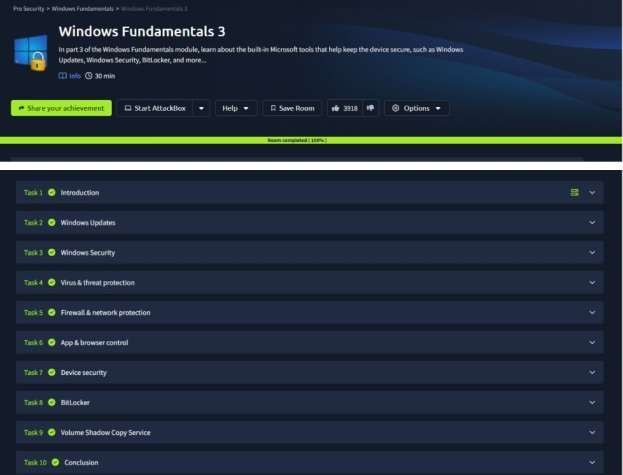 Pro Security > Windows Fundamentals > Windows Fundamentals 3
Windows Fundamentals 3
In part 3 of the Windows Fundamentals module, learn about the built-in Microsoft tools that help keep the device secure, such as Windows
Updates, Windows Security, BitLocker, and more...
Info 30 min
Share your achievement Start AttackBox Help Save Room 3918 Options
Room completed ( 100% )
Task 1 Introduction
Task 2 Windows Updates
Task 3 Windows Security
Task 4 Virus & threat protection
Task 5 Firewall & network protection
Task 6 App & browser control
Task 7 Device security
Task 8 BitLocker
Task 9 Volume Shadow Copy Service
Task 10 Conclusion